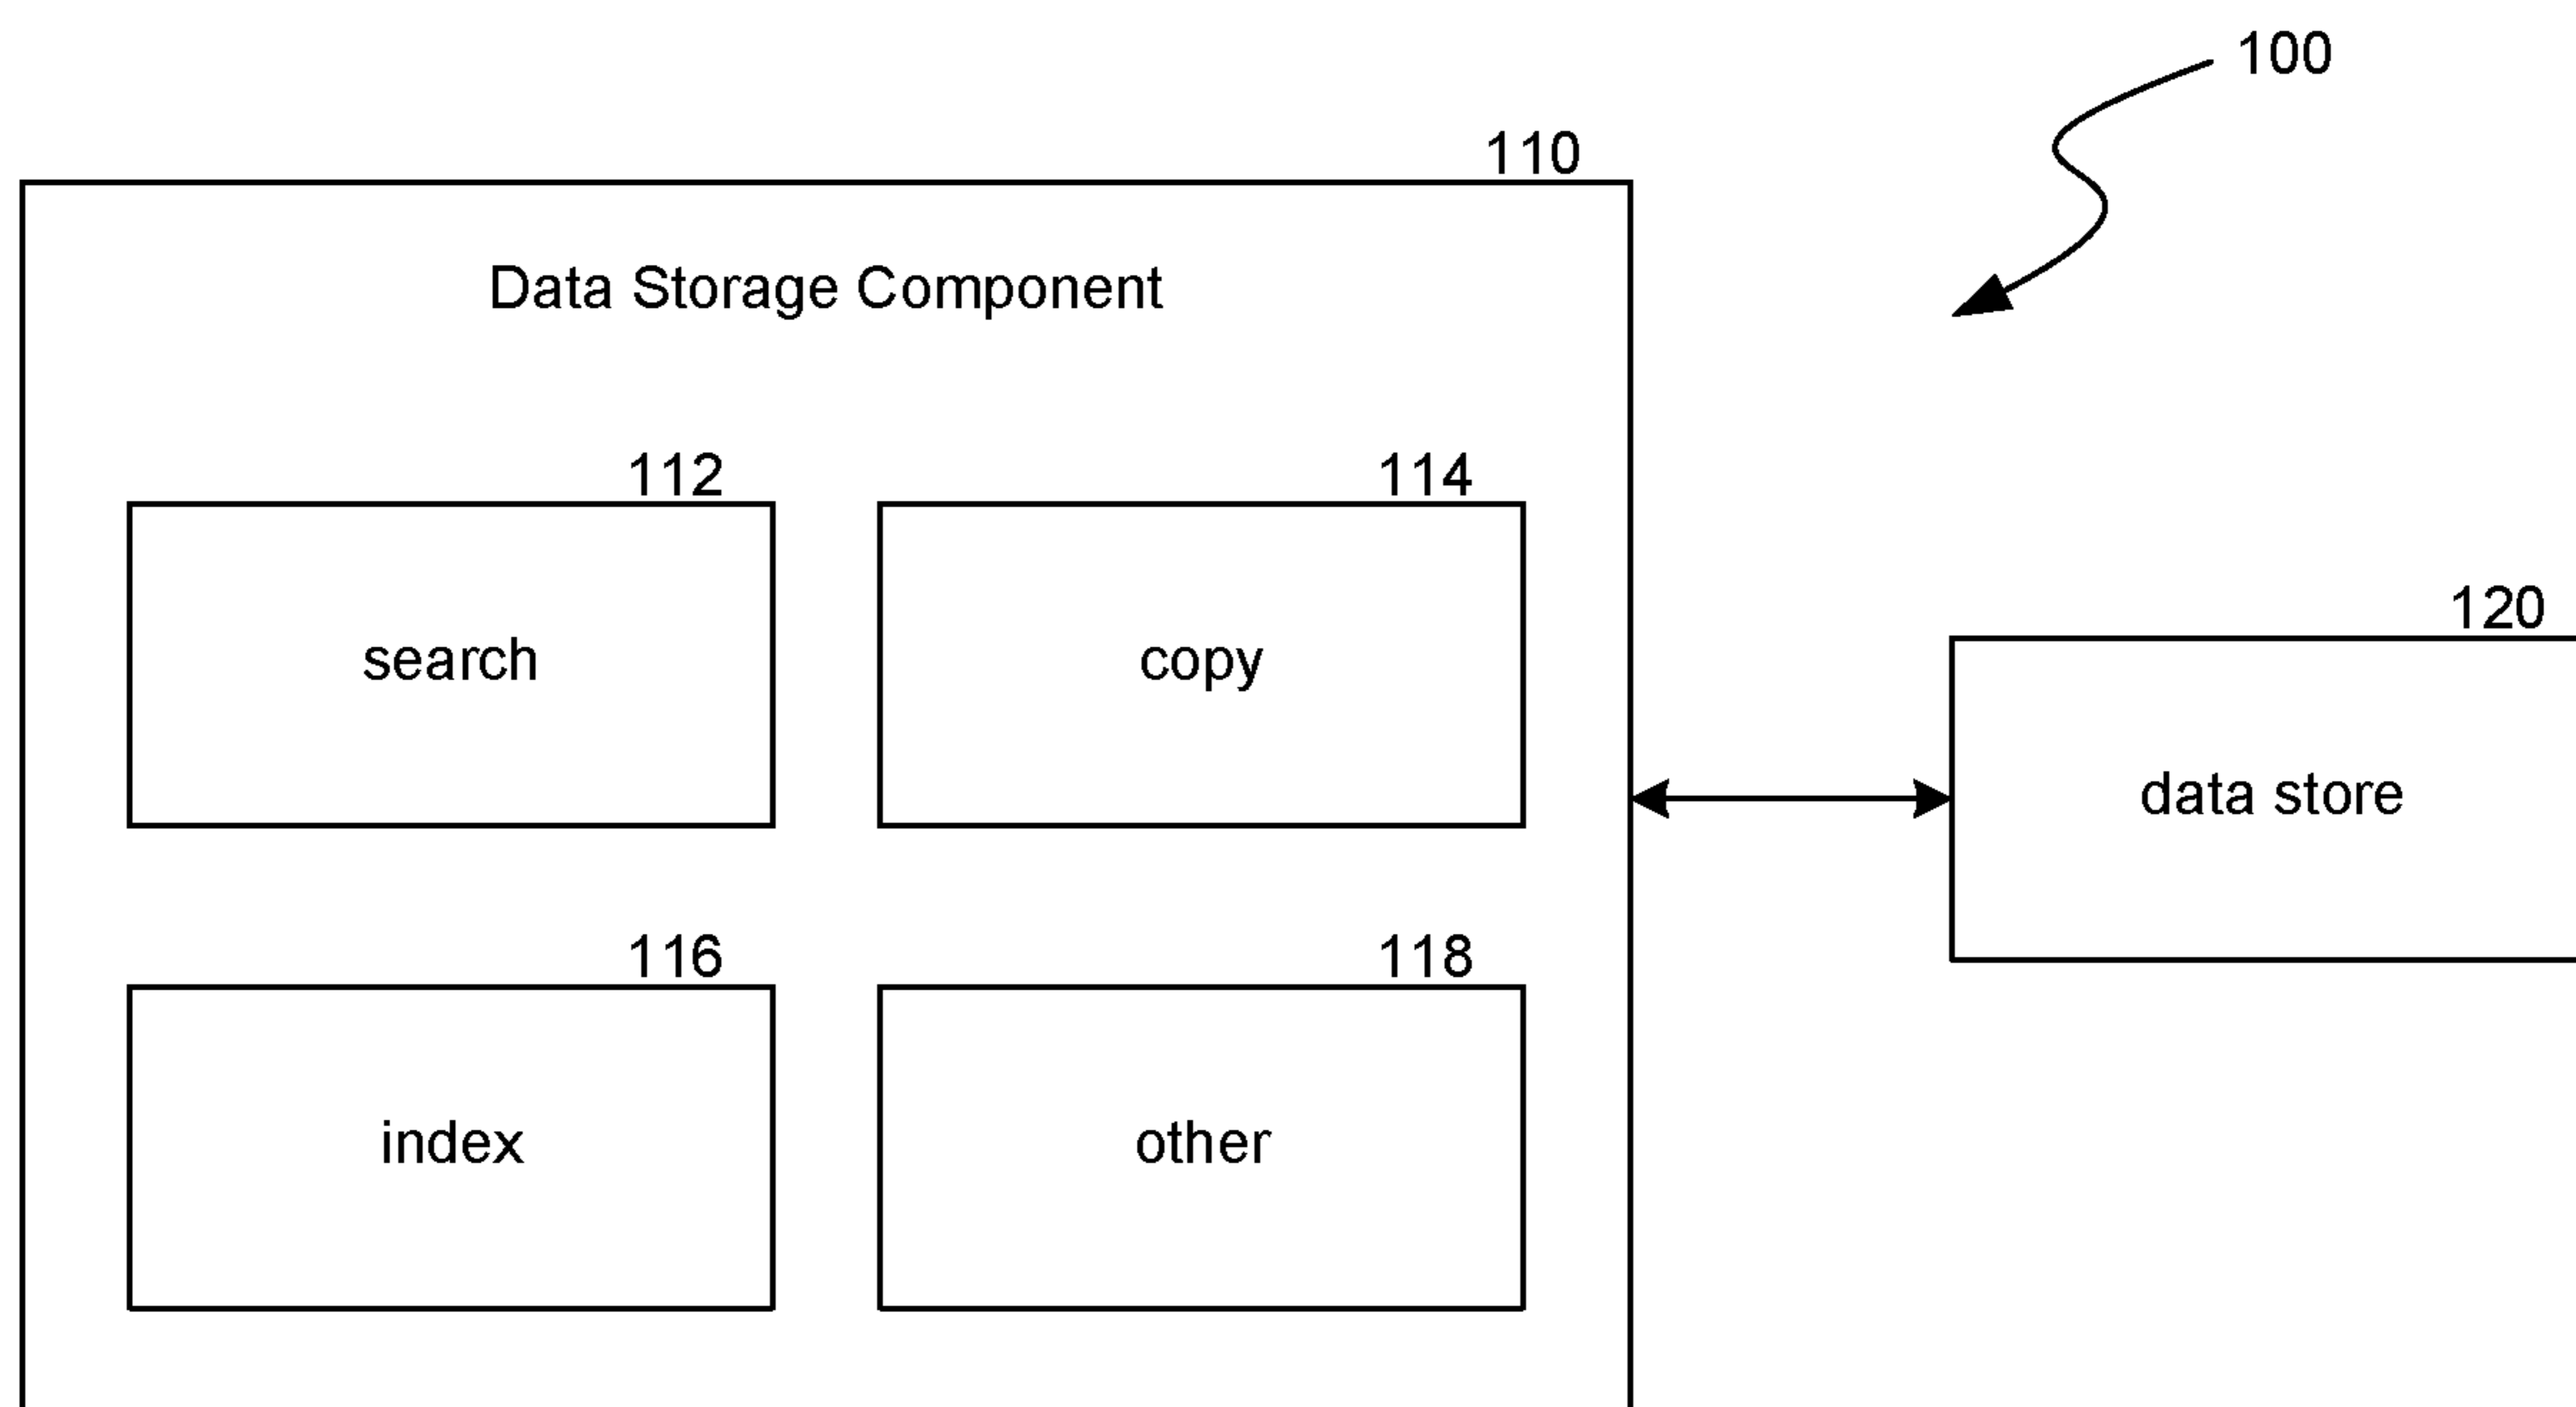 100
110
Data Storage Component
112
114
search
copy
120
data store
116
118
index
other